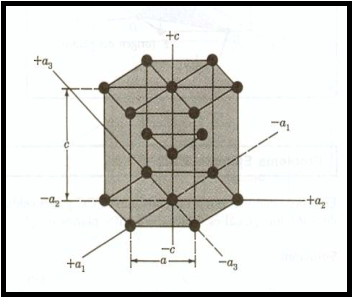 +c
+a₃
c
-a₁
-a₂
+a₂
+a₁
a
-c
-a₃